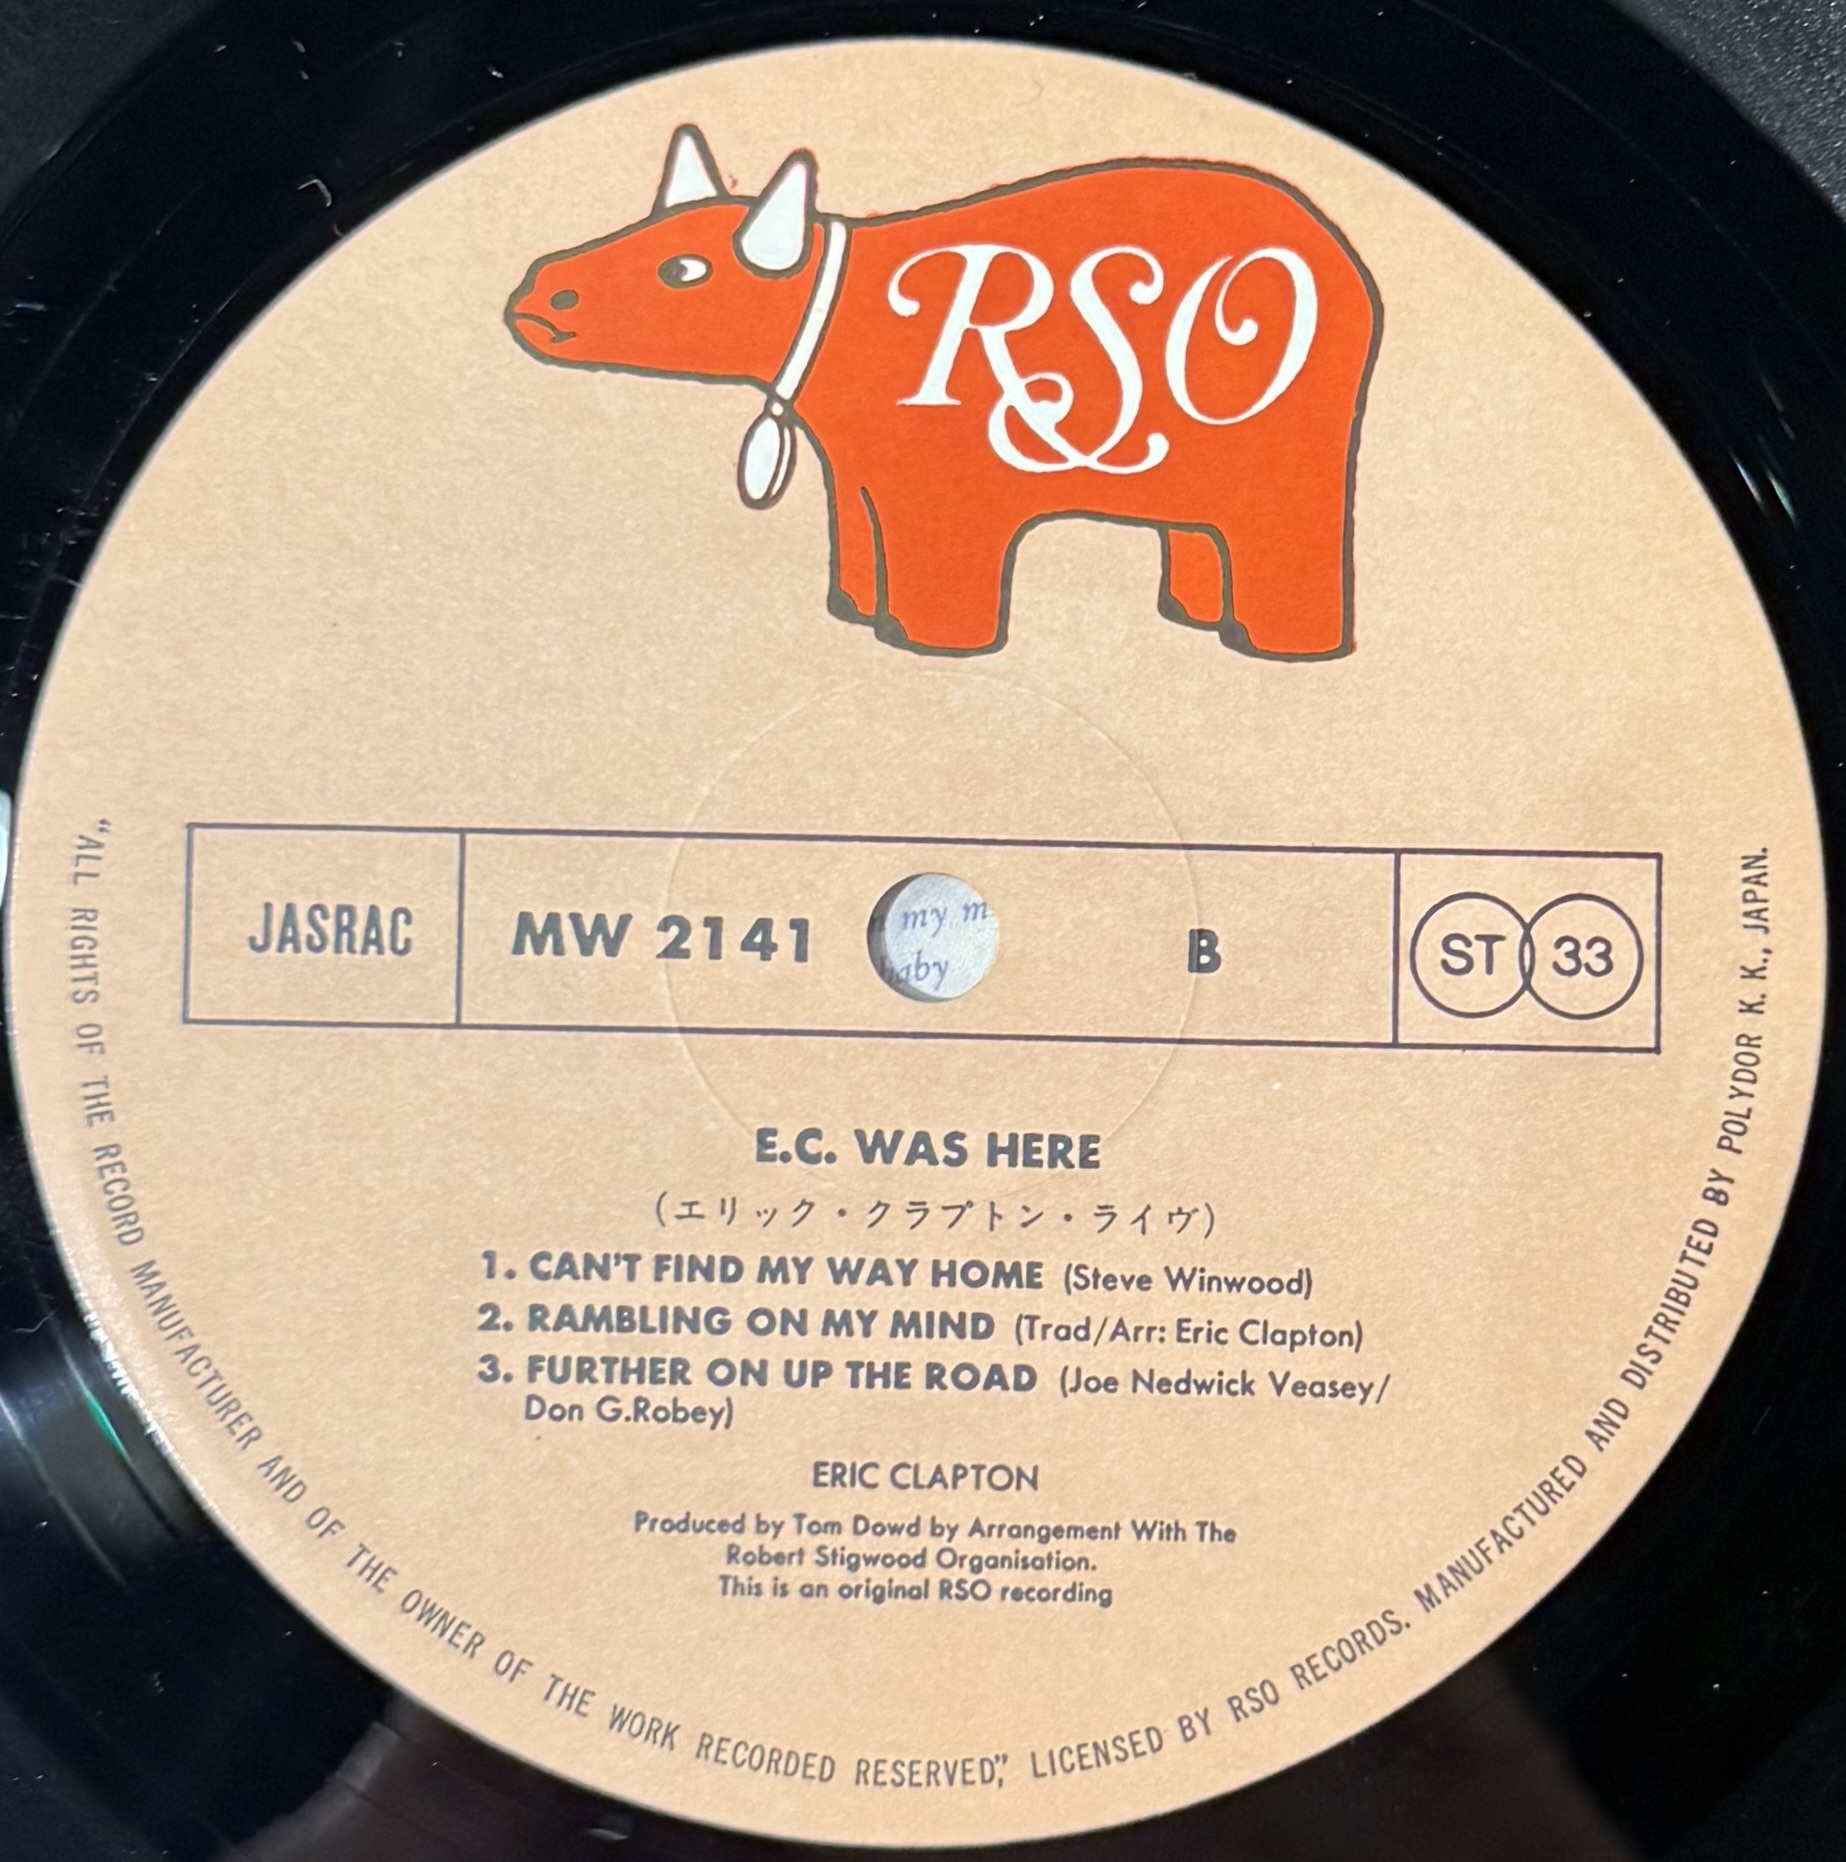 RSO
JASRAC
MW 2141
my m
aby
B
ST 33
E.C. WAS HERE
(エリック・クラプトン・ライヴ)
1. CAN'T FIND MY WAY HOME (Steve Winwood)
2. RAMBLING ON MY MIND (Trad/Arr: Eric Clapton)
3. FURTHER ON UP THE ROAD (Joe Nedwick Veasey/
Don G.Robey)
ERIC CLAPTON
Produced by Tom Dowd by Arrangement With The
Robert Stigwood Organisation.
This is an original RSO recording
"ALL RIGHTS OF THE RECORD MANUFACTURER AND OF THE OWNER OF THE WORK RECORDED RESERVED," LICENSED BY RSO RECORDS. MANUFACTURED AND DISTRIBUTED BY POLYDOR K. K., JAPAN.